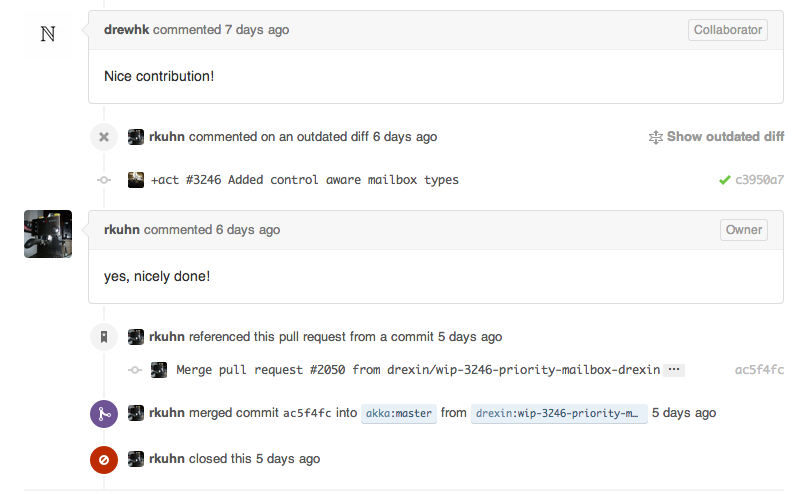 N
drewhk commented 7 days ago Collaborator
Nice contribution!
rkuhn commented on an outdated diff 6 days ago Show outdated diff
+act #3246 Added control aware mailbox types c3950a7
rkuhn commented 6 days ago Owner
yes, nicely done!
rkuhn referenced this pull request from a commit 5 days ago
Merge pull request #2050 from drexin/wip-3246-priority-mailbox-drexin … ac5f4fc
rkuhn merged commit ac5f4fc into akka:master from drexin:wip-3246-priority-m… 5 days ago
rkuhn closed this 5 days ago